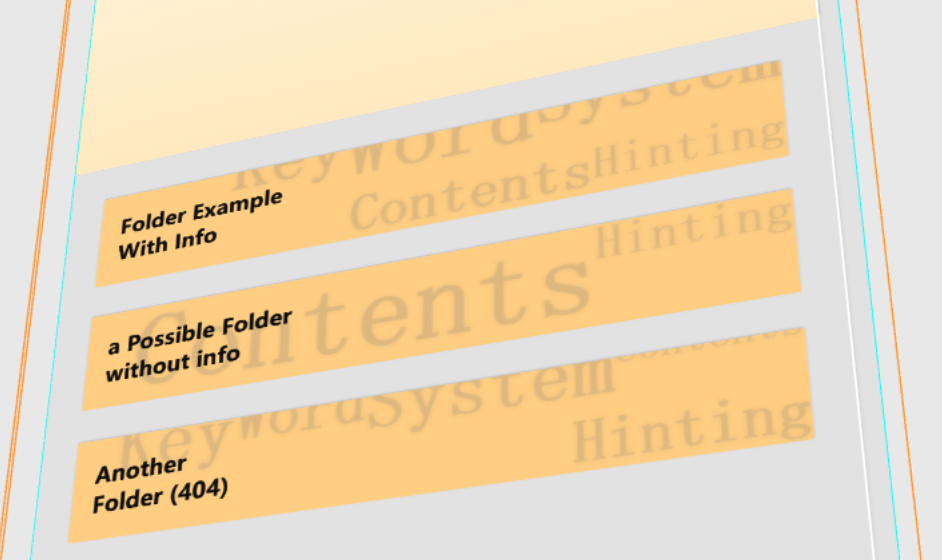 KeyWordSystem
ContentsHinting
Folder Example
With Info
Hinting
Contents
a Possible Folder
without info
contents
KeyWordSystem
Hinting
Another
Folder (404)